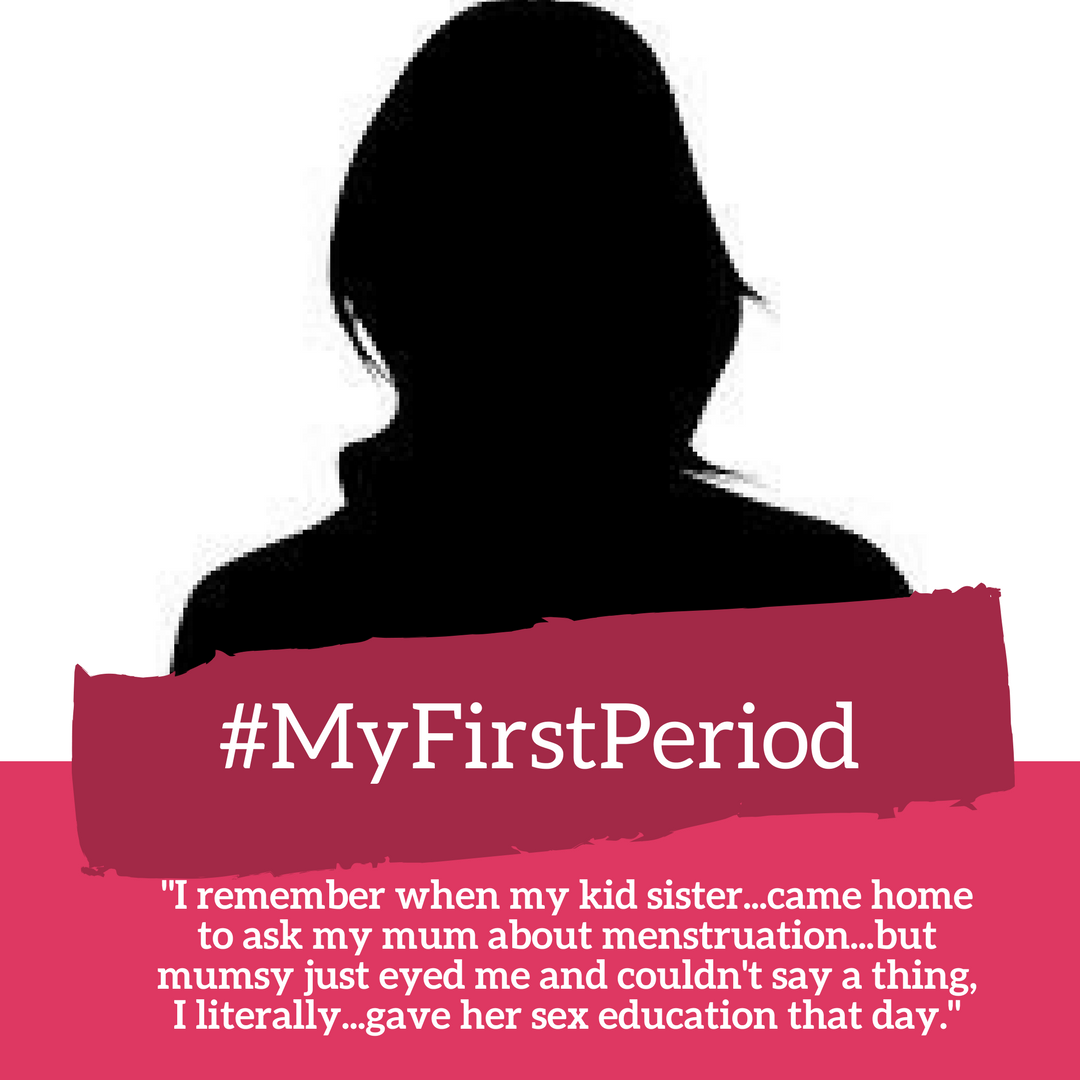 #MyFirstPeriod
"I remember when my kid sister...came home
to ask my mum about menstruation...but
mumsy just eyed me and couldn't say a thing,
I literally...gave her sex education that day."